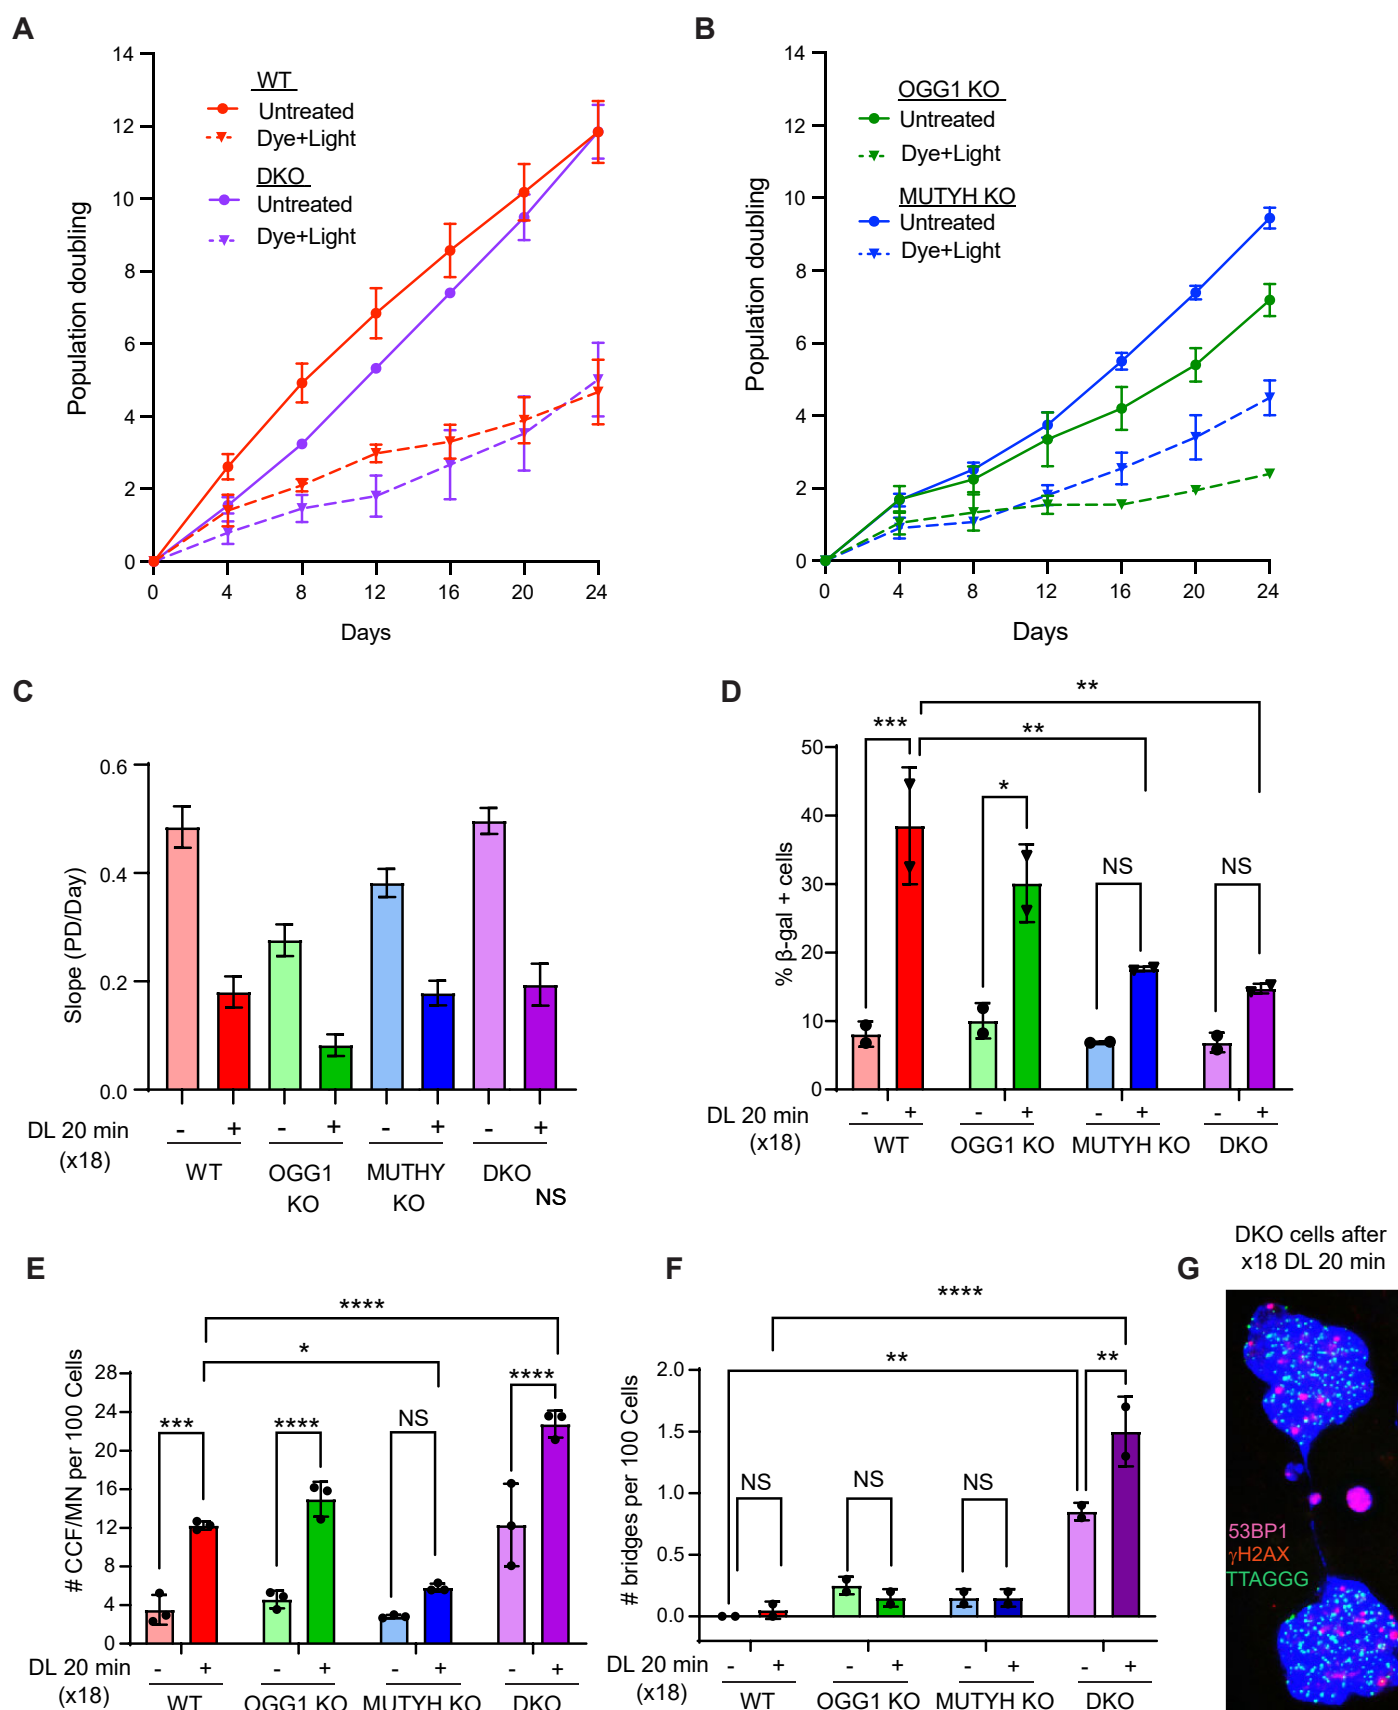 A
14
12
10
8
6
4
2
0
Population doubling
WT
Untreated
Dye+Light
DKO
Untreated
Dye+Light
0 4 8 12 16 20 24
Days
B
14
12
10
8
6
4
2
0
Population doubling
OGG1 KO
Untreated
Dye+Light
MUTYH KO
Untreated
Dye+Light
0 4 8 12 16 20 24
Days
C
0.6
0.4
0.2
0.0
Slope (PD/Day)
DL 20 min
(x18)
- + - + - + - +
WT
OGG1
KO
MUTHY
KO
DKO
NS
D
**
*** **
*
NS NS
50
40
30
20
10
0
% β-gal + cells
DL 20 min
(x18)
- + - + - + - +
WT OGG1 KO MUTYH KO DKO
E
****
*
*** **** NS ****
28
24
20
16
12
8
4
0
# CCF/MN per 100 Cells
DL 20 min
(x18)
- + - + - + - +
WT OGG1 KO MUTYH KO DKO
F
****
** **
NS NS NS
2.0
1.5
1.0
0.5
0.0
# bridges per 100 Cells
DL 20 min
(x18)
- + - + - + - +
WT OGG1 KO MUTYH KO DKO
G
DKO cells after
x18 DL 20 min
53BP1
γH2AX
TTAGGG